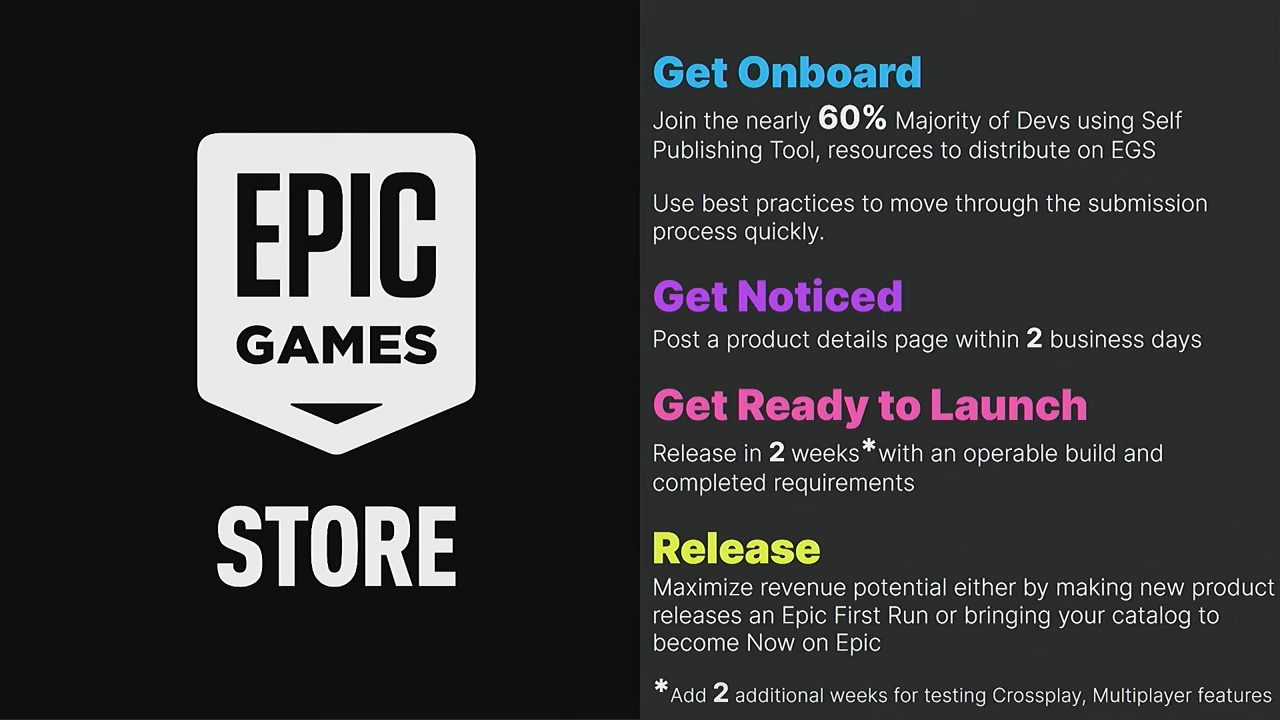 EPIC
GAMES
STORE
Get Onboard
Join the nearly 60% Majority of Devs using Self
Publishing Tool, resources to distribute on EGS
Use best practices to move through the submission
process quickly.
Get Noticed
Post a product details page within 2 business days
Get Ready to Launch
Release in 2 weeks*with an operable build and
completed requirements
Release
Maximize revenue potential either by making new product
releases an Epic First Run or bringing your catalog to
become Now on Epic
*Add 2 additional weeks for testing Crossplay, Multiplayer features